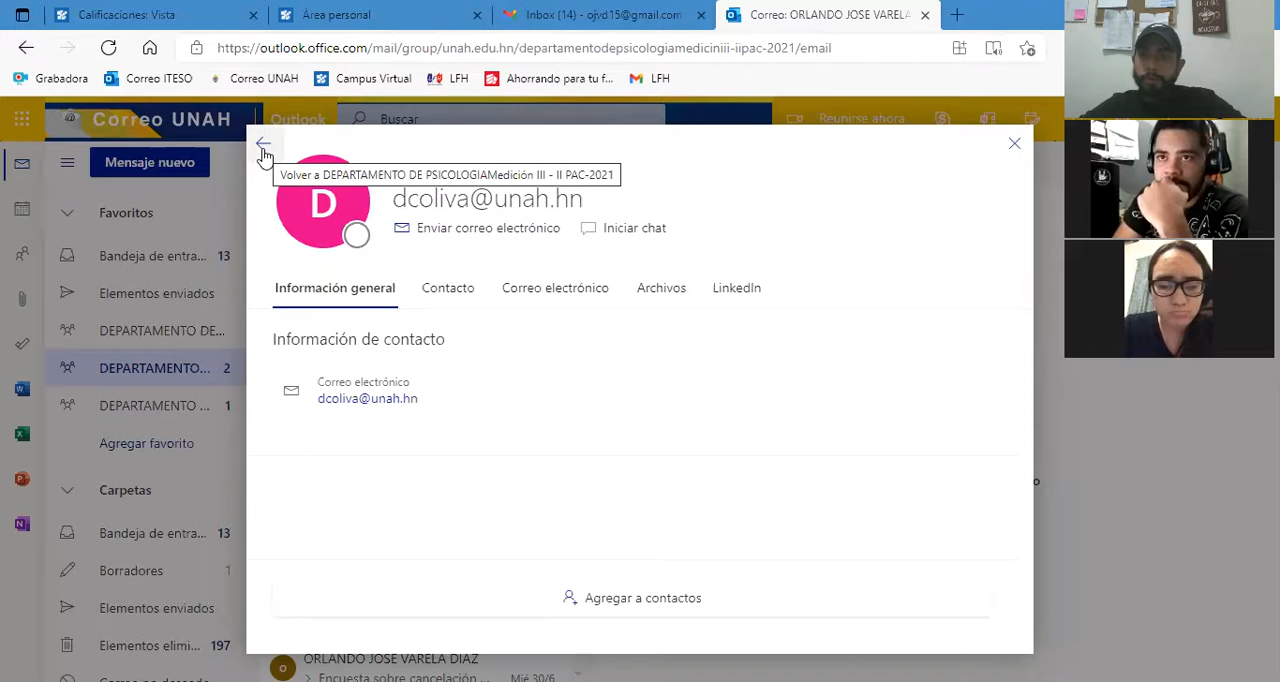 Calificaciones: Vista
Área personal
Inbox (14) - ojvd15@gmail.com
Correo: ORLANDO JOSE VARELA
https://outlook.office.com/mail/group/unah.edu.hn/departamentodepsicologiamediciniii-iipac-2021/email
Grabadora
Correo ITESO
Correo UNAH
Campus Virtual
LFH
Ahorrando para tu f...
LFH
Correo UNAH
Outlook
Buscar
Reunirse ahora
Mensaje nuevo
Volver a DEPARTAMENTO DE PSICOLOGIAMedición III - II PAC-2021
D
dcoliva@unah.hn
Enviar correo electrónico
Iniciar chat
Favoritos
Bandeja de entra... 13
Elementos enviados
DEPARTAMENTO DE...
DEPARTAMENTO... 2
DEPARTAMENTO ... 1
Agregar favorito
Carpetas
Bandeja de entra... 13
Borradores 1
Elementos enviados
Elementos elimi... 197
Información general
Contacto
Correo electrónico
Archivos
LinkedIn
Información de contacto
Correo electrónico
dcoliva@unah.hn
Agregar a contactos
O
ORLANDO JOSE VARELA DIAZ
Encuesta sobre cancelación ...
Mié 30/6